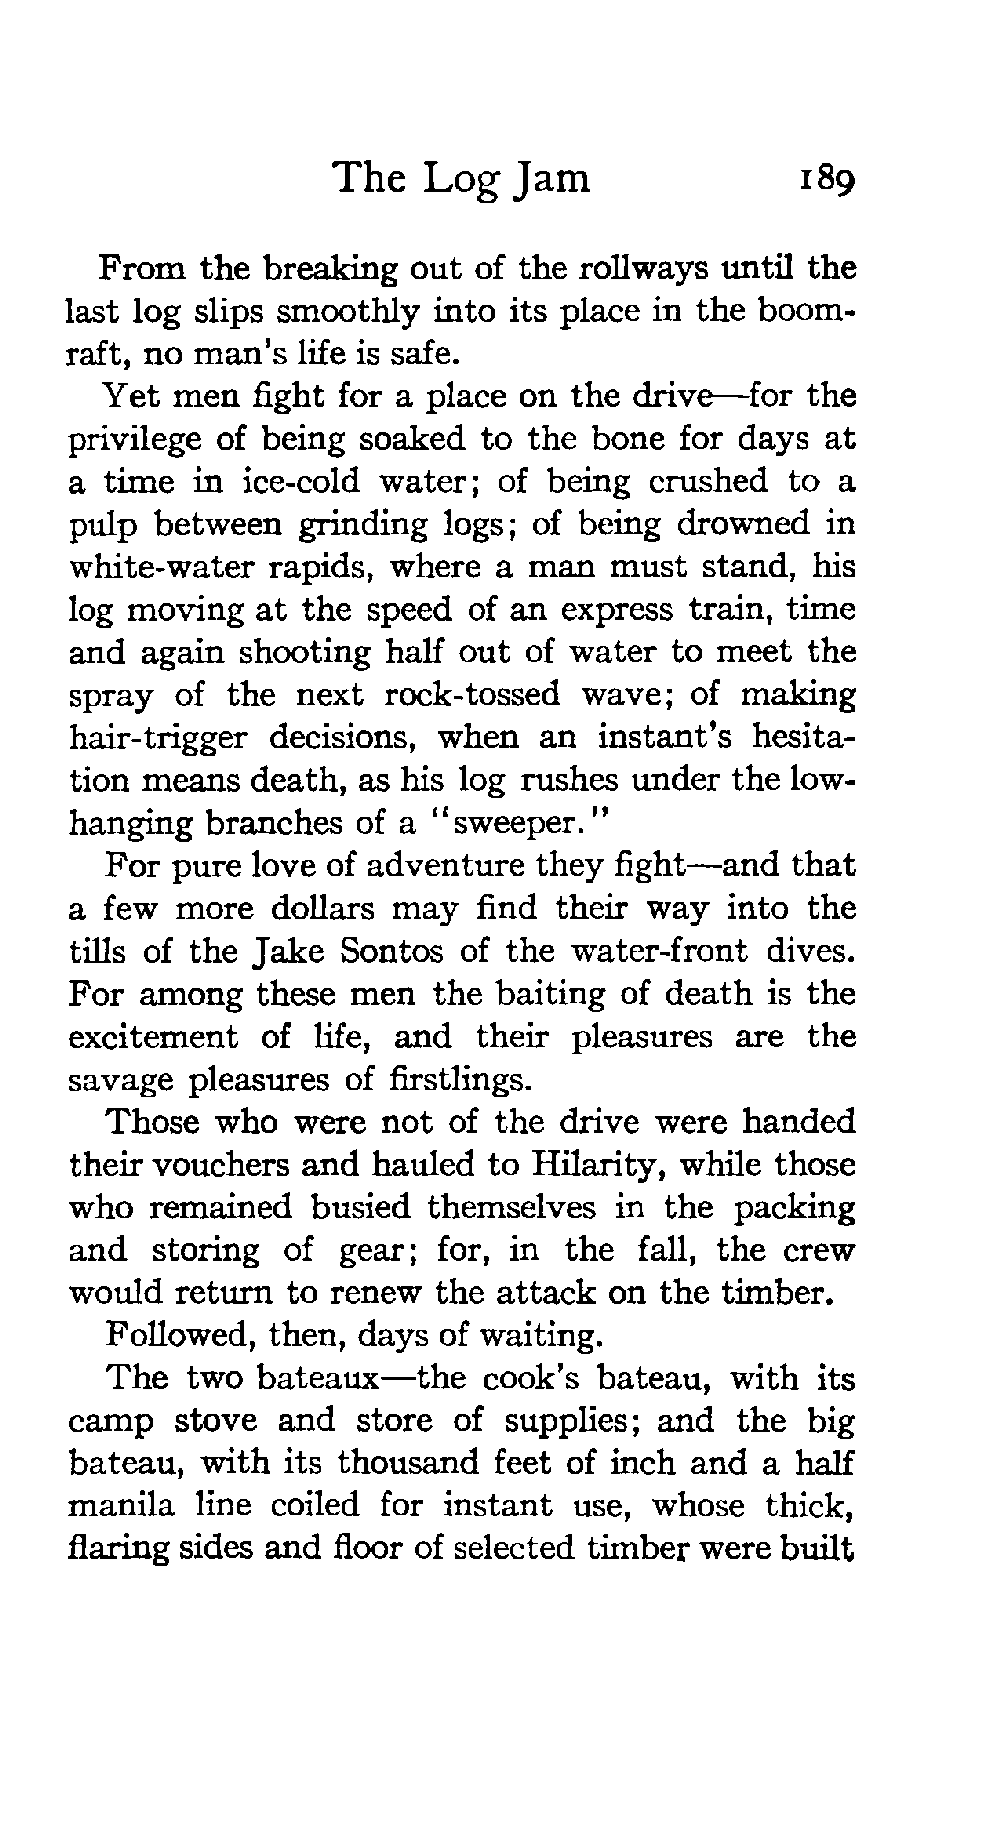 The Log Jam 189
From the breaking out of the rollways until the
last log slips smoothly into its place in the boom-
raft, no man's life is safe.
Yet men fight for a place on the drive—for the
privilege of being soaked to the bone for days at
a time in ice-cold water; of being crushed to a
pulp between grinding logs; of being drowned in
white-water rapids, where a man must stand, his
log moving at the speed of an express train, time
and again shooting half out of water to meet the
spray of the next rock-tossed wave; of making
hair-trigger decisions, when an instant's hesita-
tion means death, as his log rushes under the low-
hanging branches of a "sweeper."
For pure love of adventure they fight—and that
a few more dollars may find their way into the
tills of the Jake Sontos of the water-front dives.
For among these men the baiting of death is the
excitement of life, and their pleasures are the
savage pleasures of firstlings.
Those who were not of the drive were handed
their vouchers and hauled to Hilarity, while those
who remained busied themselves in the packing
and storing of gear; for, in the fall, the crew
would return to renew the attack on the timber.
Followed, then, days of waiting.
The two bateaux—the cook's bateau, with its
camp stove and store of supplies; and the big
bateau, with its thousand feet of inch and a half
manila line coiled for instant use, whose thick,
flaring sides and floor of selected timber were built